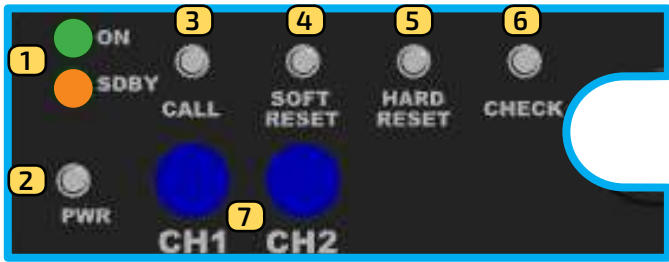 3
4
5
6
1
ON
SDBY
CALL
SOFT
RESET
HARD
RESET
CHECK
2
PWR
7
CH1
CH2